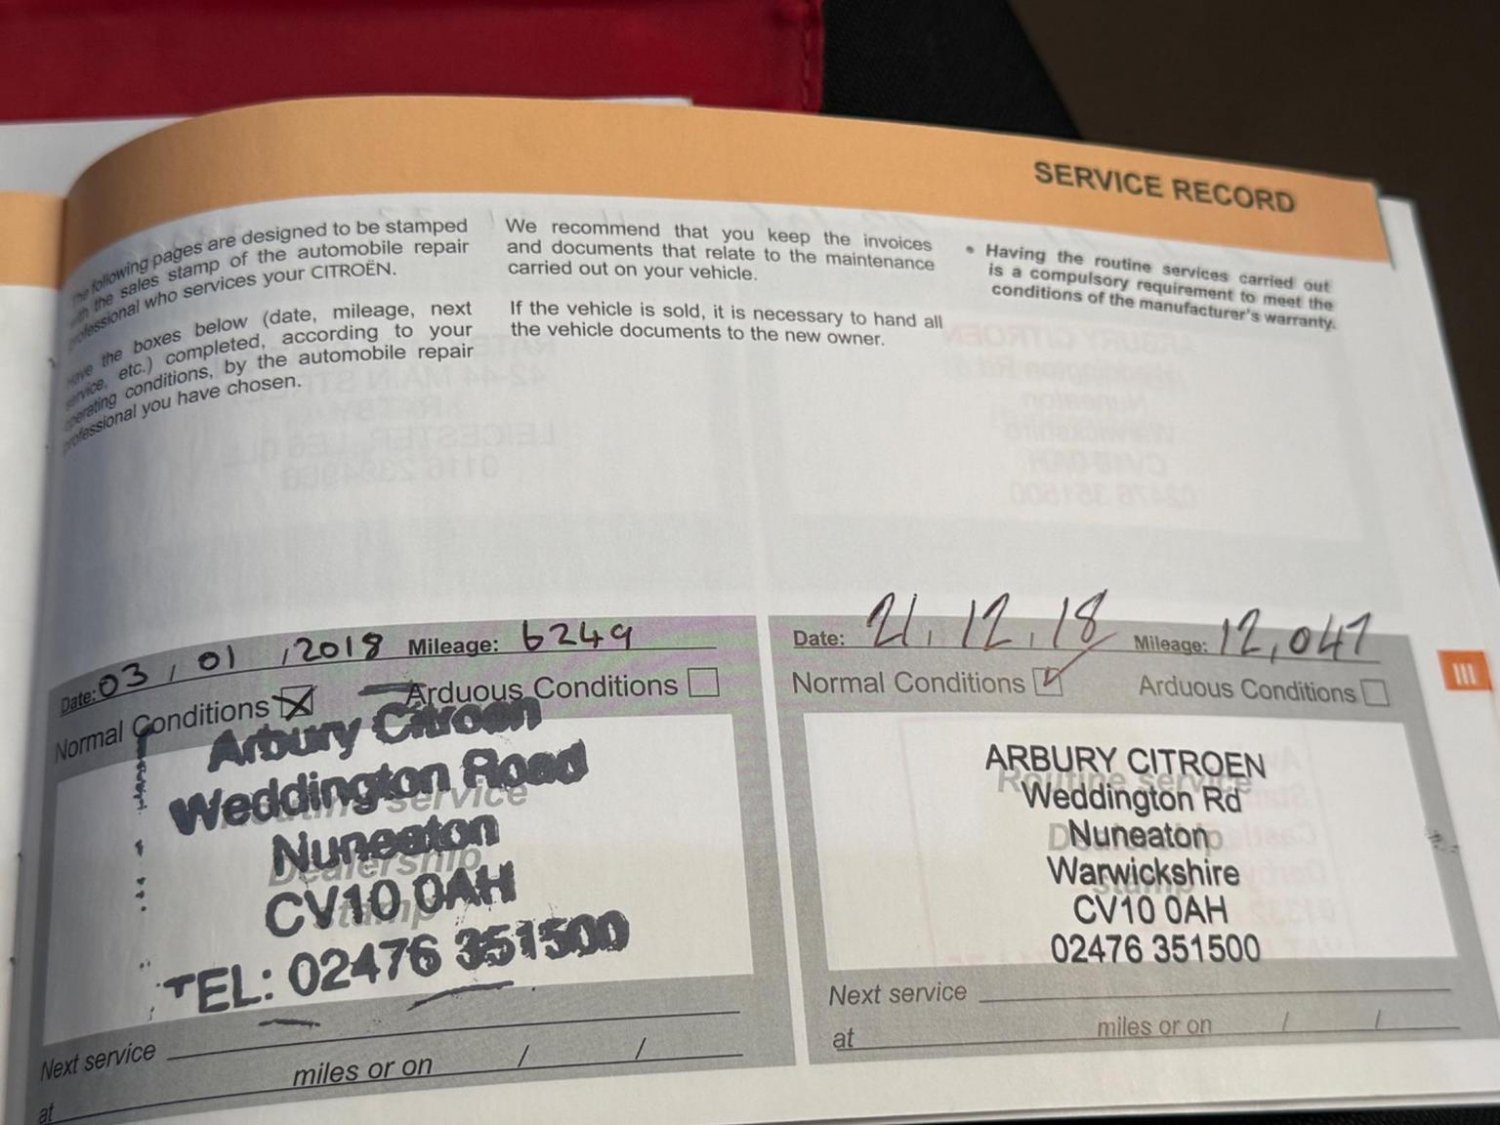 SERVICE RECORD
The following pages are designed to be stamped
with the sales stamp of the automobile repair
professional who services your CITROËN.
Have the boxes below (date, mileage, next
service, etc.) completed, according to your
operating conditions, by the automobile repair
professional you have chosen.
We recommend that you keep the invoices
and documents that relate to the maintenance
carried out on your vehicle.
If the vehicle is sold, it is necessary to hand all
the vehicle documents to the new owner.
• Having the routine services carried out
is a compulsory requirement to meet the
conditions of the manufacturer's warranty.
Date: 03 / 01 / 2018 Mileage: 6249
Normal Conditions Arduous Conditions
Arbury Citroen
Weddington Road
Routine service
Nuneaton
Dealership
CV10 0AH
stamp
TEL: 02476 351500
Next service
at miles or on / /
Date: 21. 12. 18 Mileage: 12,047
Normal Conditions Arduous Conditions
ARBURY CITROEN
Routine service
Weddington Rd
Nuneaton
Dealership
Warwickshire
stamp
CV10 0AH
02476 351500
Next service
at miles or on / /
III